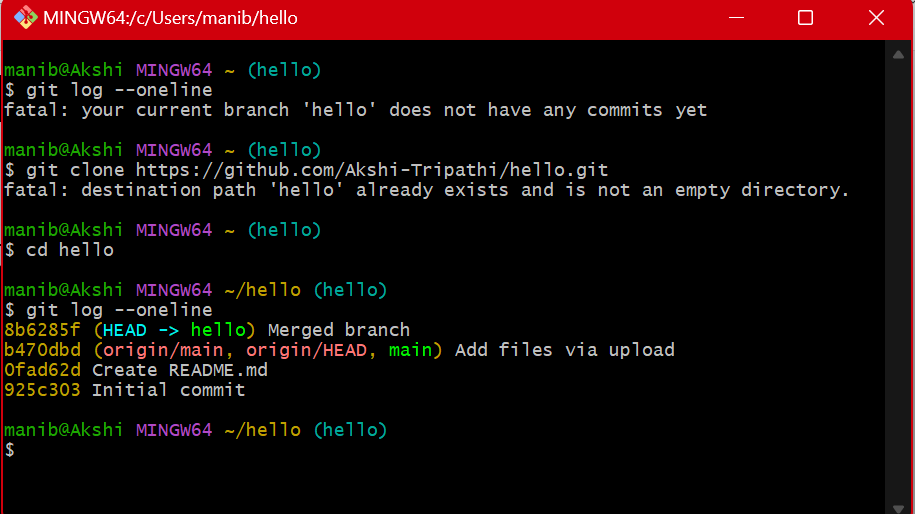 MINGW64:/c/Users/manib/hello
manib@Akshi MINGW64 ~ (hello)
$ git log --oneline
fatal: your current branch 'hello' does not have any commits yet
manib@Akshi MINGW64 ~ (hello)
$ git clone https://github.com/Akshi-Tripathi/hello.git
fatal: destination path 'hello' already exists and is not an empty directory.
manib@Akshi MINGW64 ~ (hello)
$ cd hello
manib@Akshi MINGW64 ~/hello (hello)
$ git log --oneline
8b6285f (HEAD -> hello) Merged branch
b470dbd (origin/main, origin/HEAD, main) Add files via upload
0fad62d Create README.md
925c303 Initial commit
manib@Akshi MINGW64 ~/hello (hello)
$